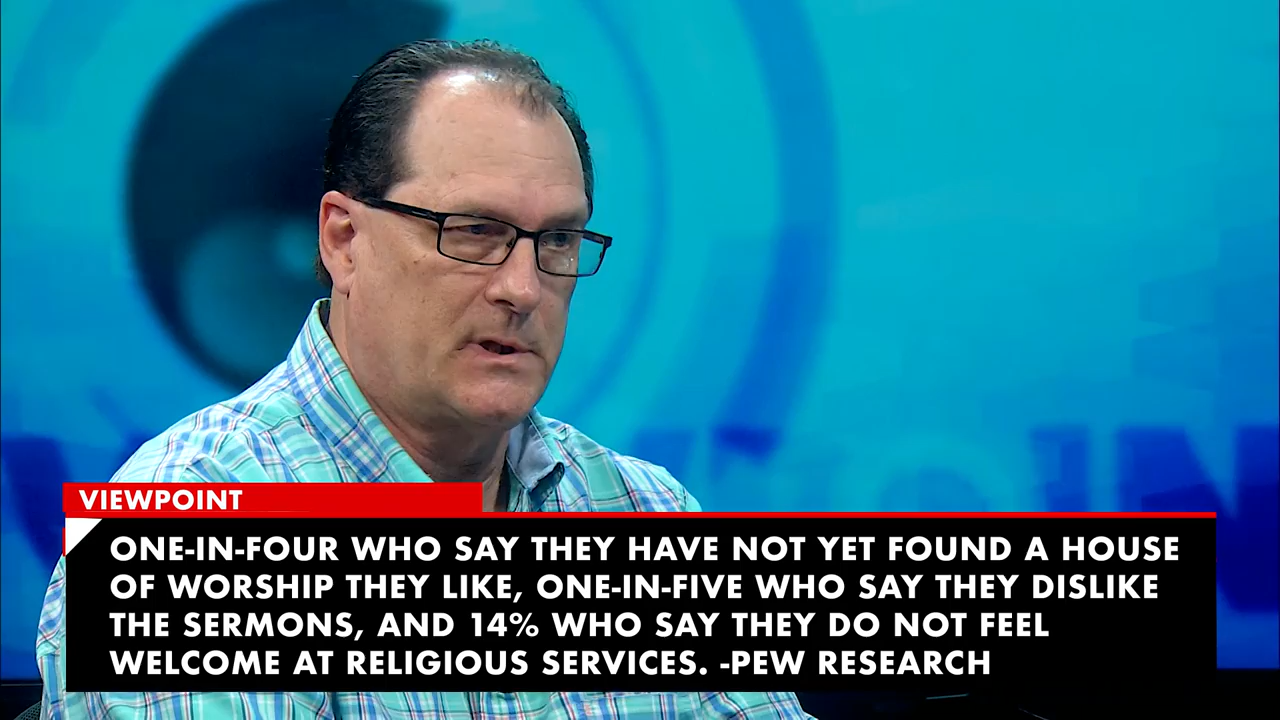 VIEWPOINT
ONE-IN-FOUR WHO SAY THEY HAVE NOT YET FOUND A HOUSE
OF WORSHIP THEY LIKE, ONE-IN-FIVE WHO SAY THEY DISLIKE
THE SERMONS, AND 14% WHO SAY THEY DO NOT FEEL
WELCOME AT RELIGIOUS SERVICES. -PEW RESEARCH